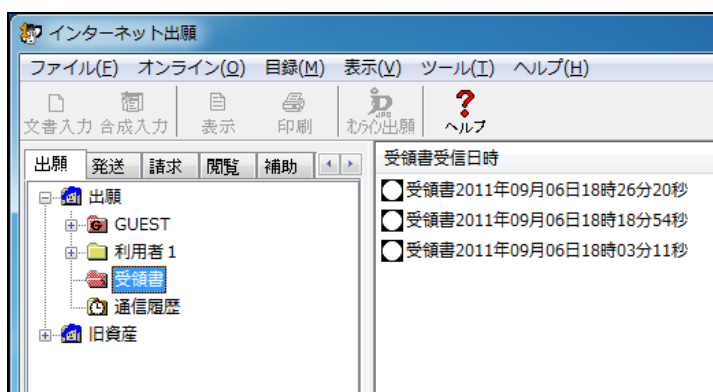 インターネット出願
ファイル(F) オンライン(O) 目録(M) 表示(V) ツール(T) ヘルプ(H)
文書入力 合成入力 表示 印刷 オンライン出願 ヘルプ
出願 発送 請求 閲覧 補助
出願
GUEST
利用者1
受領書
通信履歴
旧資産
受領書受信日時
受領書2011年09月06日18時26分20秒
受領書2011年09月06日18時18分54秒
受領書2011年09月06日18時03分11秒